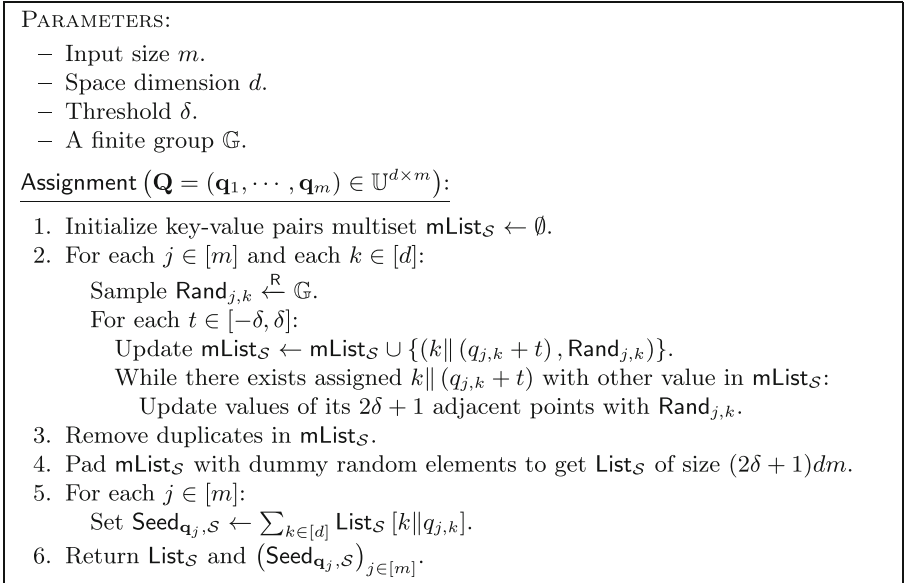 PARAMETERS:
– Input size m.
– Space dimension d.
– Threshold δ.
– A finite group 𝔾.
Assignment (Q = (q₁, ⋯ , qₘ) ∈ 𝕌^{d×m}):
1. Initialize key-value pairs multiset mList_𝒮 ← ∅.
2. For each j ∈ [m] and each k ∈ [d]:
Sample Rand_{j,k} ←^R 𝔾.
For each t ∈ [−δ, δ]:
Update mList_𝒮 ← mList_𝒮 ∪ {(k‖ (q_{j,k} + t) , Rand_{j,k})}.
While there exists assigned k‖ (q_{j,k} + t) with other value in mList_𝒮:
Update values of its 2δ + 1 adjacent points with Rand_{j,k}.
3. Remove duplicates in mList_𝒮.
4. Pad mList_𝒮 with dummy random elements to get List_𝒮 of size (2δ + 1)dm.
5. For each j ∈ [m]:
Set Seed_{q_j,𝒮} ← ∑_{k∈[d]} List_𝒮 [k‖q_{j,k}].
6. Return List_𝒮 and (Seed_{q_j,𝒮})_{j∈[m]}.